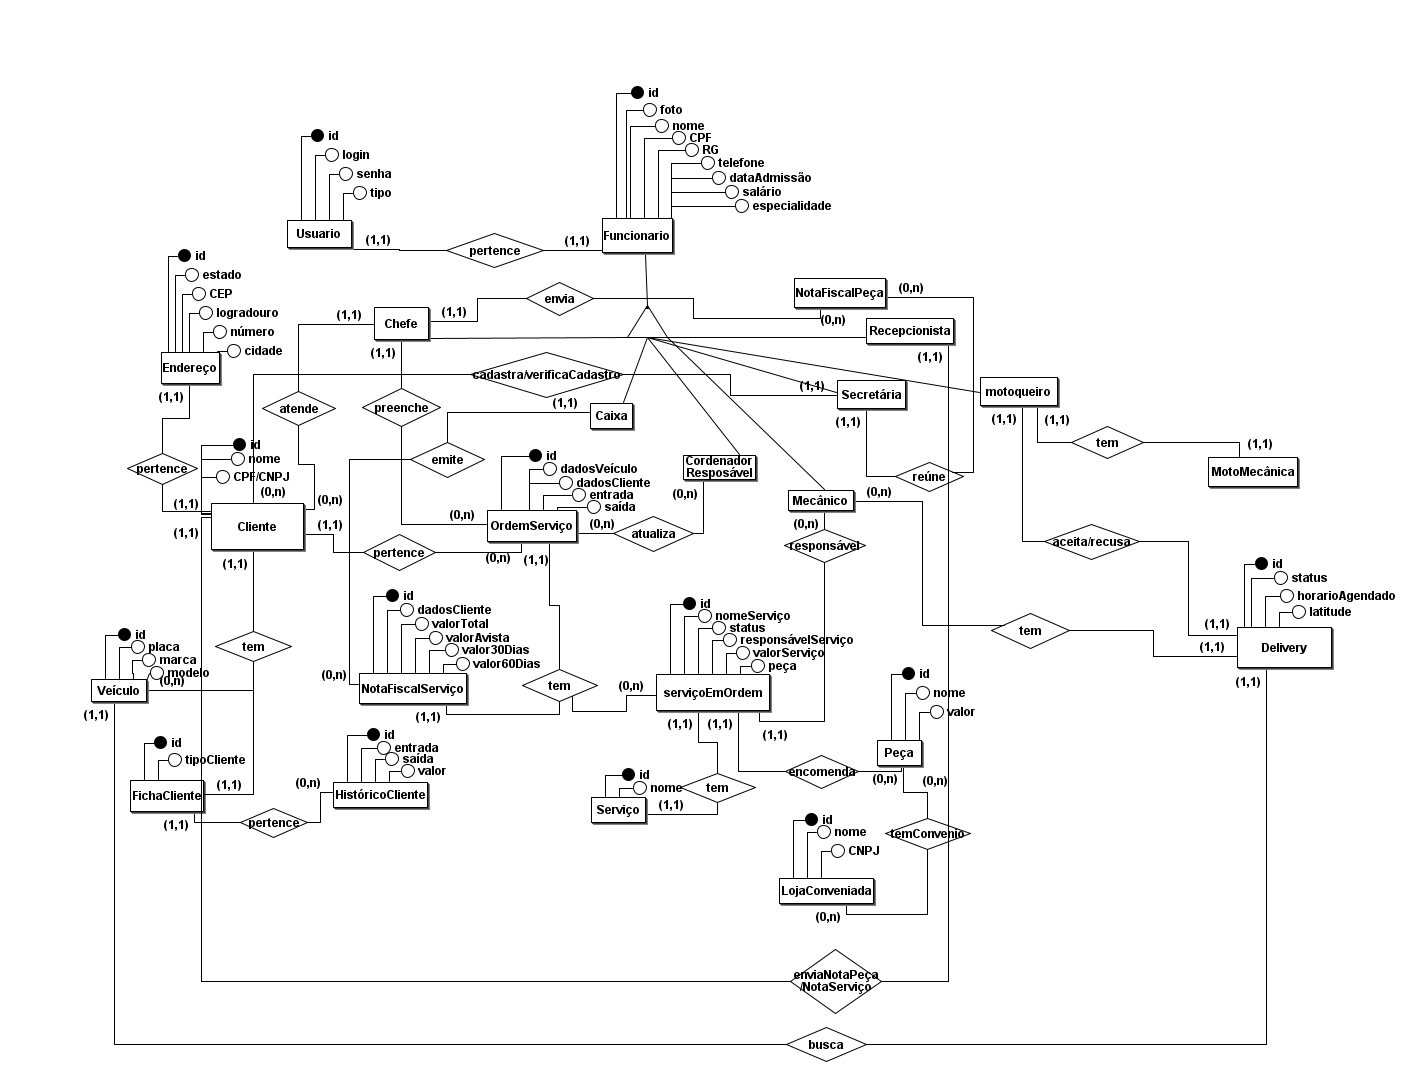 id
foto
nome
CPF
RG
telefone
dataAdmissão
salário
especialidade
Funcionario
id
login
senha
tipo
Usuario
(1,1)
pertence
(1,1)
id
estado
CEP
logradouro
número
cidade
Endereço
(1,1)
pertence
(1,1)
(1,1)
Chefe
(1,1)
(1,1)
envia
NotaFiscalPeça
(0,n)
(0,n)
Recepcionista
(1,1)
cadastra/verificaCadastro
(1,1)
Secretária
(1,1)
motoqueiro
(1,1)
(1,1)
tem
(1,1)
MotoMecânica
atende
preenche
(1,1)
Caixa
emite
reúne
id
nome
CPF/CNPJ
(0,n)
(0,n)
Cliente
(1,1)
(1,1)
(1,1)
id
dadosVeículo
dadosCliente
entrada
saída
(0,n)
OrdemServiço
(0,n)
(0,n)
(1,1)
pertence
atualiza
Cordenador
Resposável
(0,n)
Mecânico
(0,n)
(0,n)
responsável
aceita/recusa
id
status
horarioAgendado
latitude
(1,1)
Delivery
(1,1)
(1,1)
tem
tem
id
placa
marca
modelo
(0,n)
Veículo
(1,1)
id
dadosCliente
valorTotal
valorAvista
valor30Dias
valor60Dias
(0,n)
NotaFiscalServiço
(1,1)
tem
(0,n)
id
nomeServiço
status
responsávelServiço
valorServiço
peça
serviçoEmOrdem
(1,1)
(1,1)
(1,1)
id
nome
valor
Peça
(0,n)
(0,n)
encomenda
id
tipoCliente
FichaCliente
(1,1)
(1,1)
pertence
(0,n)
id
entrada
saída
valor
HistóricoCliente
id
nome
Serviço
(1,1)
tem
temConvenio
id
nome
CNPJ
LojaConveniada
(0,n)
enviaNotaPeça
/NotaServiço
busca